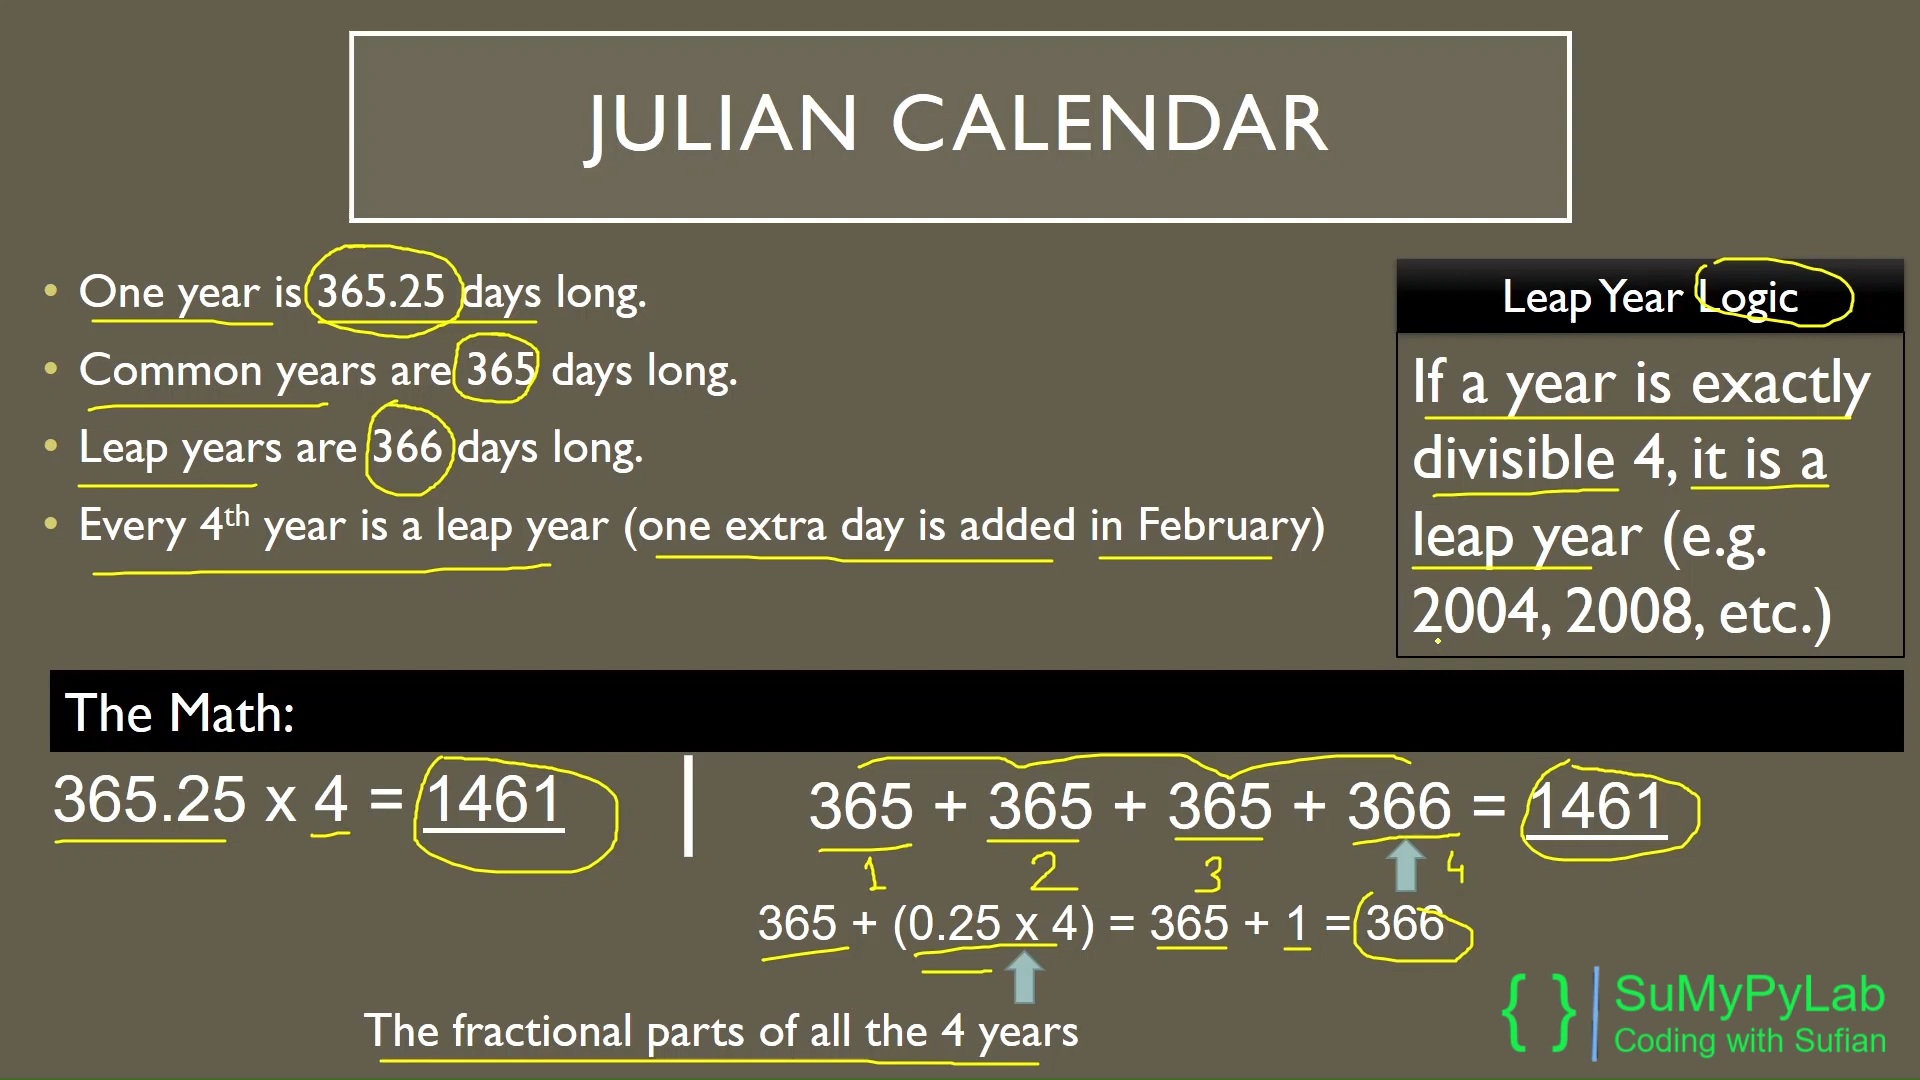 JULIAN CALENDAR
• One year is 365.25 days long.
• Common years are 365 days long.
• Leap years are 366 days long.
• Every 4th year is a leap year (one extra day is added in February)
Leap Year Logic
If a year is exactly
divisible 4, it is a
leap year (e.g.
2004, 2008, etc.)
The Math:
365.25 x 4 = 1461
365 + 365 + 365 + 366 = 1461
1 2 3 4
365 + (0.25 x 4) = 365 + 1 = 366
The fractional parts of all the 4 years
{ } SuMyPyLab
Coding with Sufian